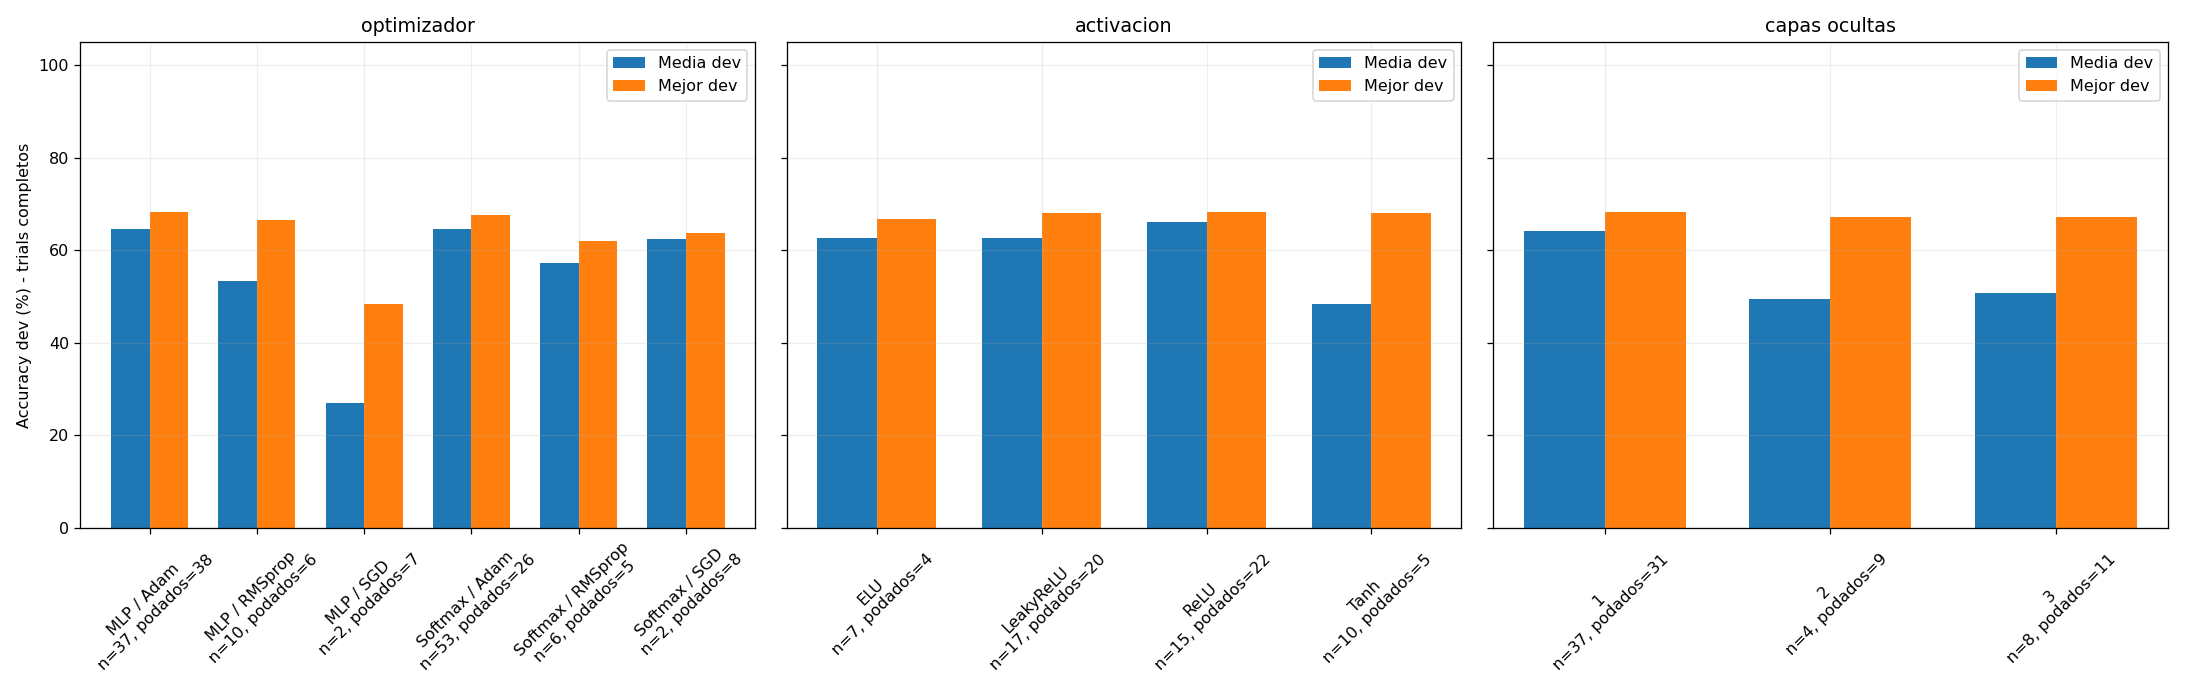 optimizador
activacion
capas ocultas
Accuracy dev (%) - trials completos
100
80
60
40
20
0
Media dev
Mejor dev
Media dev
Mejor dev
Media dev
Mejor dev
MLP / Adam
n=37, podados=38
MLP / RMSprop
n=10, podados=6
MLP / SGD
n=2, podados=7
Softmax / Adam
n=53, podados=26
Softmax / RMSprop
n=6, podados=5
Softmax / SGD
n=2, podados=8
ELU
n=7, podados=4
LeakyReLU
n=17, podados=20
ReLU
n=15, podados=22
Tanh
n=10, podados=5
1
n=37, podados=31
2
n=4, podados=9
3
n=8, podados=11